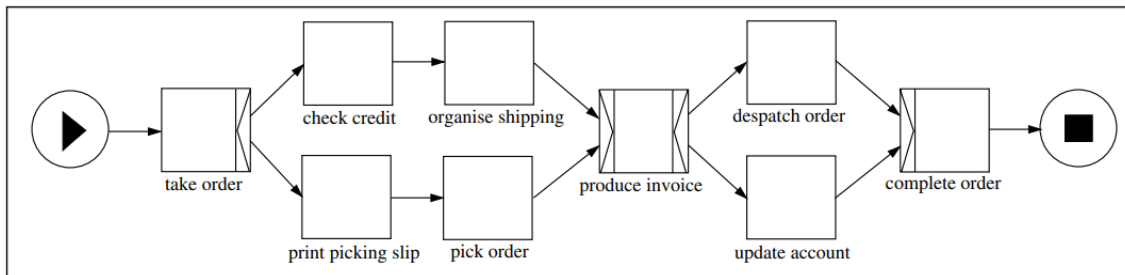 check credit
organise shipping
despatch order
take order
produce invoice
complete order
print picking slip
pick order
update account